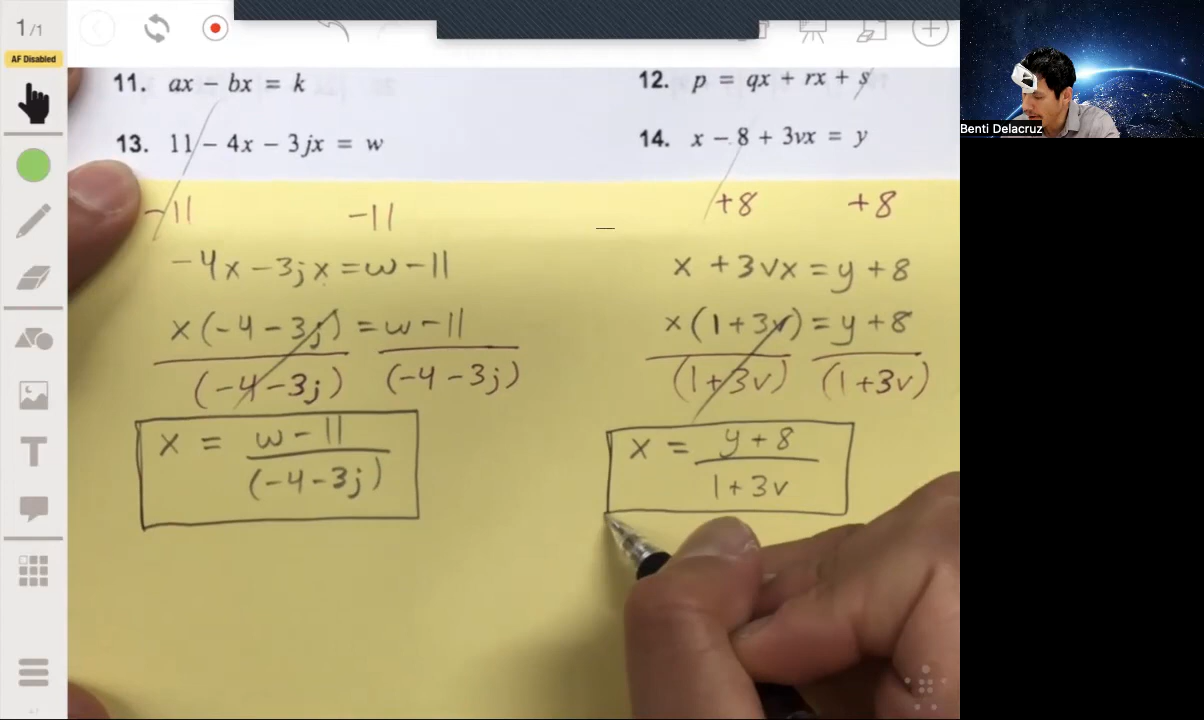 1/1
AF Disabled
11. ax − bx = k
12. p = qx + rx + s
13. 11 − 4x − 3jx = w
14. x − 8 + 3vx = y
−11 −11
+8 +8
−4x − 3jx = w − 11
x + 3vx = y + 8
x(−4 − 3j) = w − 11
(−4 − 3j) (−4 − 3j)
x(1 + 3v) = y + 8
(1 + 3v) (1 + 3v)
x = w − 11
(−4 − 3j)
x = y + 8
1 + 3v
T
Benti Delacruz